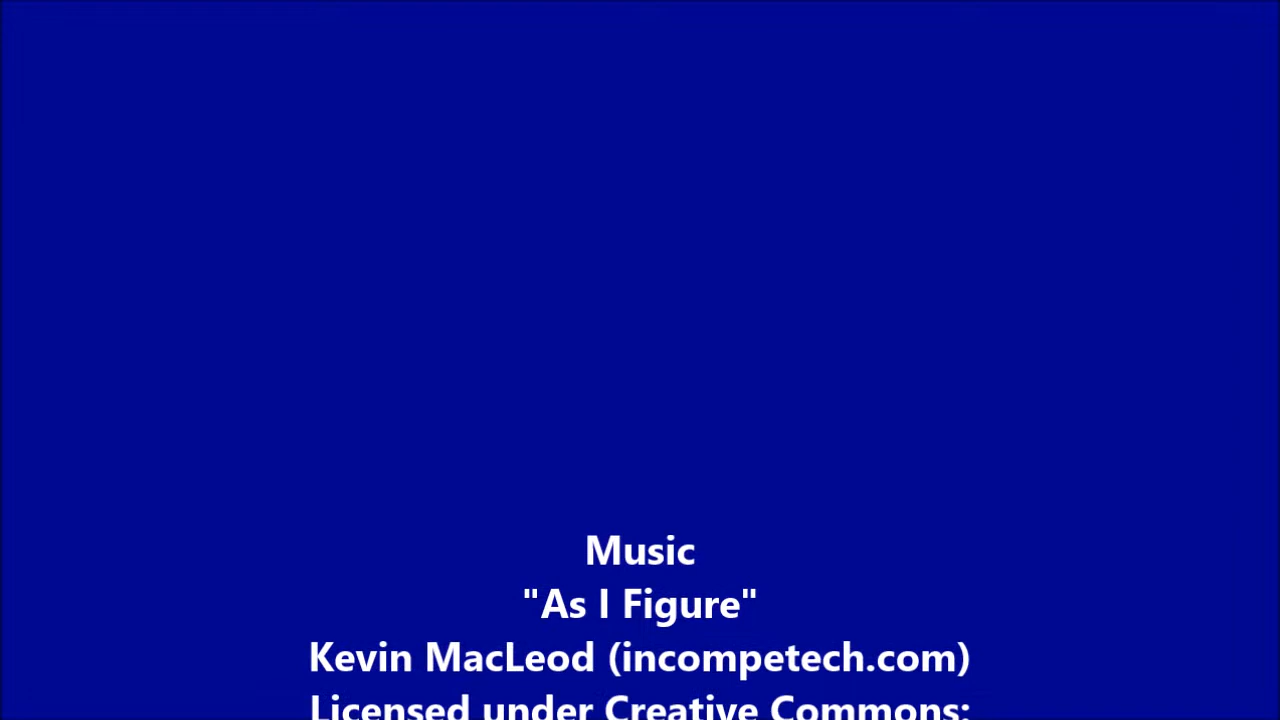 Music
"As I Figure"
Kevin MacLeod (incompetech.com)
Licensed under Creative Commons: